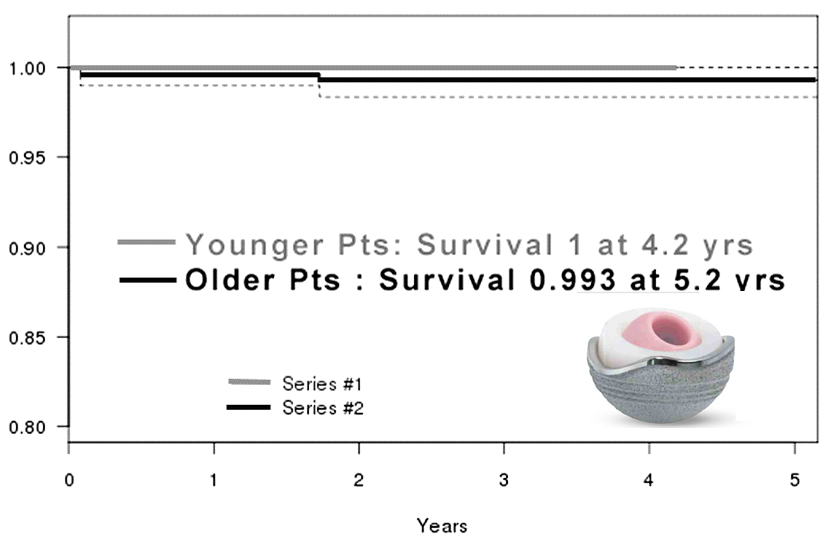 1.00
0.95
0.90
0.85
0.80
Younger Pts: Survival 1 at 4.2 yrs
Older Pts : Survival 0.993 at 5.2 yrs
Series #1
Series #2
0 1 2 3 4 5
Years